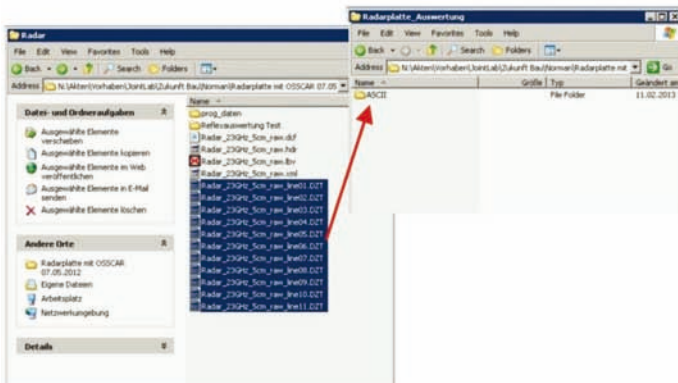 Radar
File Edit View Favorites Tools Help
Back Search Folders
Address N:\Akten\Vorhaben\JointLab\Zukunft Bau\Norman\Radarplatte mit OSSCAR 07.05
Datei- und Ordneraufgaben
Ausgewählte Elemente verschieben
Ausgewählte Elemente kopieren
Ausgewählte Elemente im Web veröffentlichen
Ausgewählte Elemente in E-Mail senden
Ausgewählte Elemente löschen
Andere Orte
Radarplatte mit OSSCAR 07.05.2012
Eigene Dateien
Arbeitsplatz
Netzwerkumgebung
Details
Name
prog_daten
Reflexauswertung Test
Radar_23GHz_5cm_raw.dcf
Radar_23GHz_5cm_raw.hdr
Radar_23GHz_5cm_raw.lbv
Radar_23GHz_5cm_raw.xml
Radar_23GHz_5cm_raw_line01.DZT
Radar_23GHz_5cm_raw_line02.DZT
Radar_23GHz_5cm_raw_line03.DZT
Radar_23GHz_5cm_raw_line04.DZT
Radar_23GHz_5cm_raw_line05.DZT
Radar_23GHz_5cm_raw_line06.DZT
Radar_23GHz_5cm_raw_line07.DZT
Radar_23GHz_5cm_raw_line08.DZT
Radar_23GHz_5cm_raw_line09.DZT
Radar_23GHz_5cm_raw_line10.DZT
Radar_23GHz_5cm_raw_line11.DZT
Radarplatte_Auswertung
File Edit View Favorites Tools Help
Back Search Folders
Address N:\Akten\Vorhaben\JointLab\Zukunft Bau\Norman\Radarplatte mit Go
Name Größe Typ Geändert am
ASCII File Folder 11.02.2013